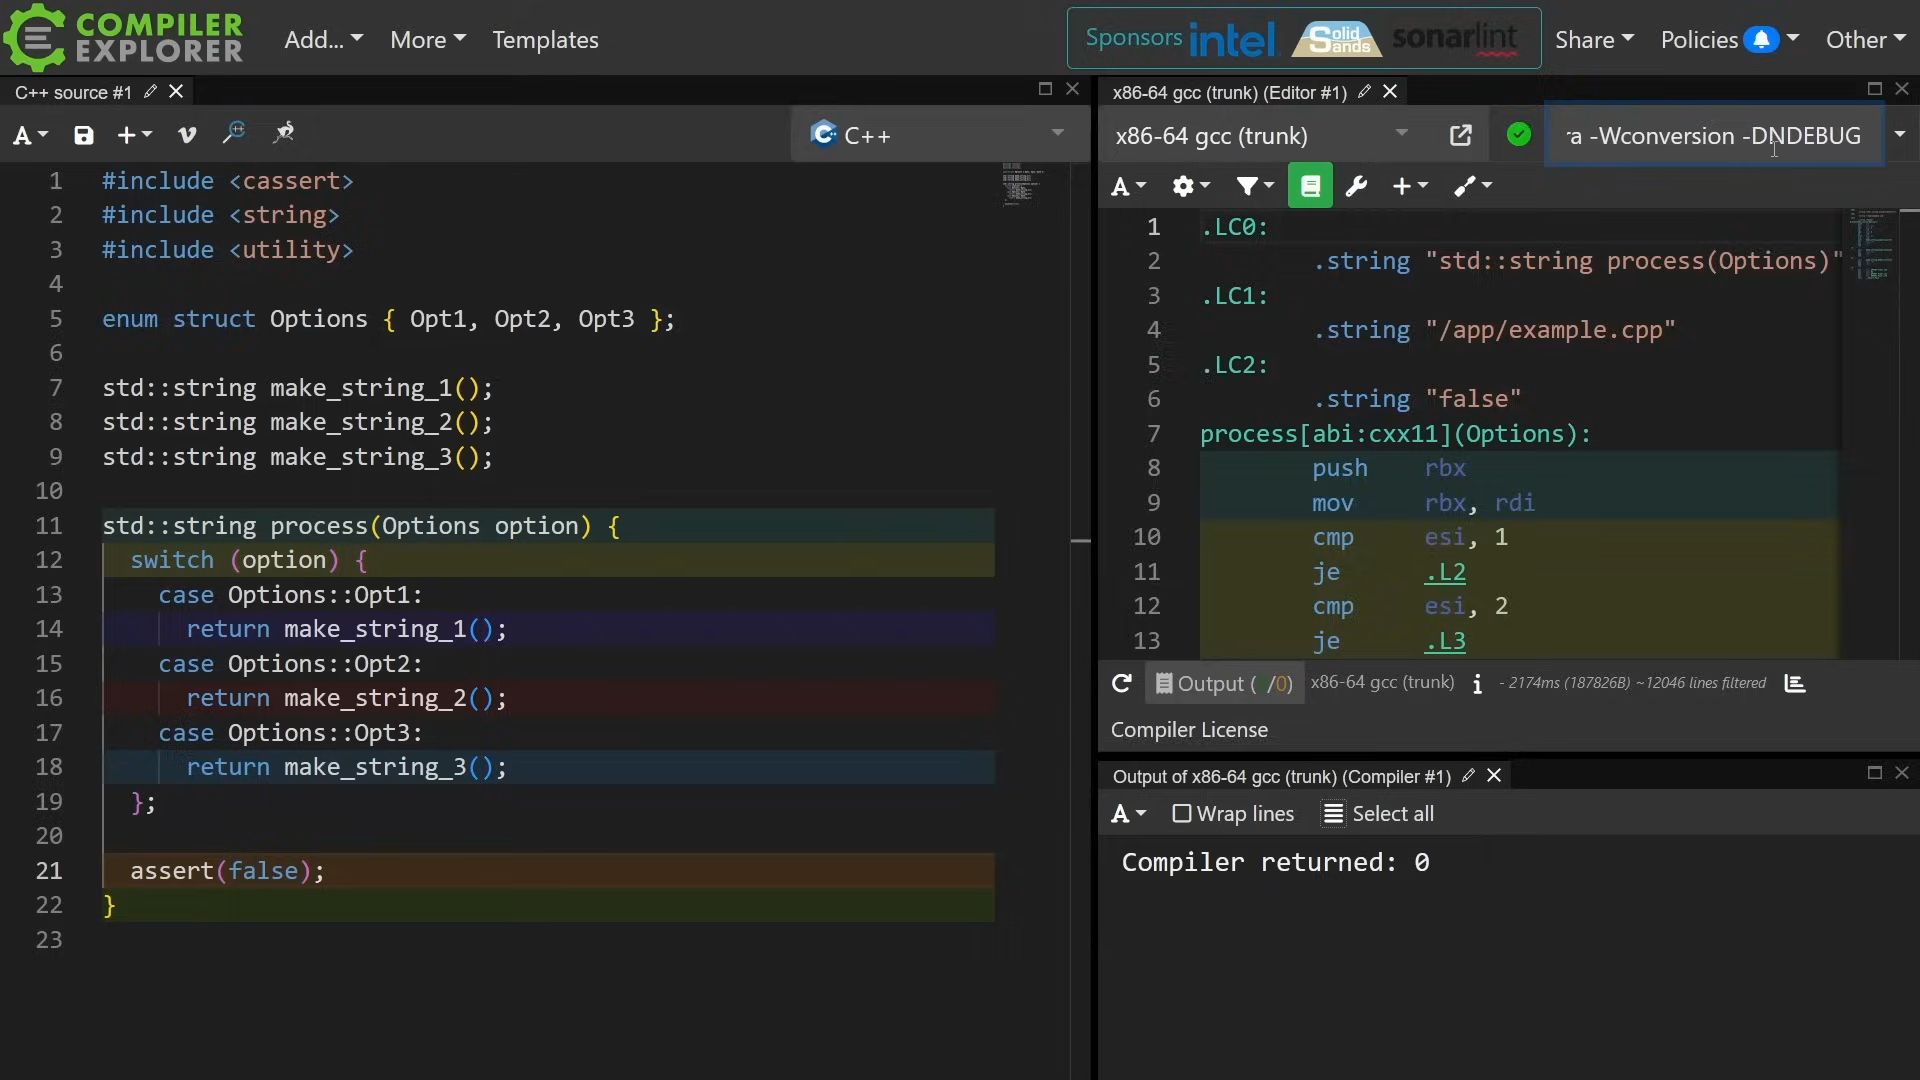 COMPILER
EXPLORER
Add...
More
Templates
Sponsors intel Solid Sands sonarlint
Share
Policies
Other
C++ source #1
A
C++
1 #include <cassert>
2 #include <string>
3 #include <utility>
4
5 enum struct Options { Opt1, Opt2, Opt3 };
6
7 std::string make_string_1();
8 std::string make_string_2();
9 std::string make_string_3();
10
11 std::string process(Options option) {
12 switch (option) {
13 case Options::Opt1:
14 return make_string_1();
15 case Options::Opt2:
16 return make_string_2();
17 case Options::Opt3:
18 return make_string_3();
19 };
20
21 assert(false);
22 }
23
x86-64 gcc (trunk) (Editor #1)
x86-64 gcc (trunk)
ra -Wconversion -DNDEBUG
A
1 .LC0:
2 .string "std::string process(Options)"
3 .LC1:
4 .string "/app/example.cpp"
5 .LC2:
6 .string "false"
7 process[abi:cxx11](Options):
8 push rbx
9 mov rbx, rdi
10 cmp esi, 1
11 je .L2
12 cmp esi, 2
13 je .L3
Output ( /0) x86-64 gcc (trunk) i - 2174ms (187826B) ~12046 lines filtered
Compiler License
Output of x86-64 gcc (trunk) (Compiler #1)
A Wrap lines Select all
Compiler returned: 0